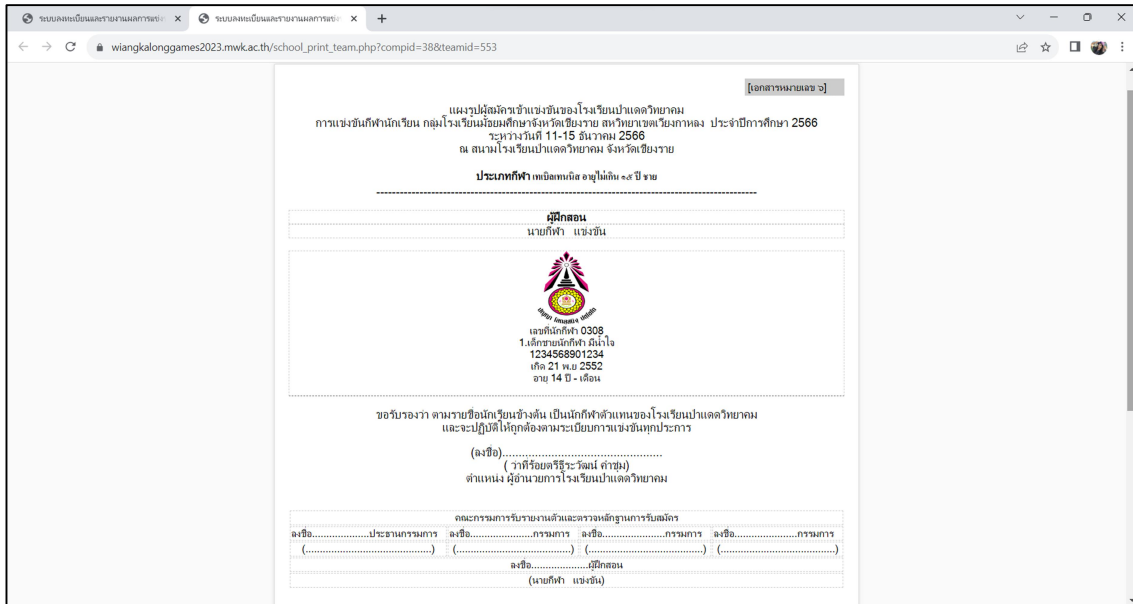 ระบบลงทะเบียนและรายงานผลการแข่ง
ระบบลงทะเบียนและรายงานผลการแข่ง
wiangkalonggames2023.mwk.ac.th/school_print_team.php?compid=38&teamid=553
[เอกสารหมายเลข ๖]
แผงรูปผู้สมัครเข้าแข่งขันของโรงเรียนป่าแดดวิทยาคม
การแข่งขันกีฬานักเรียน กลุ่มโรงเรียนมัธยมศึกษาจังหวัดเชียงราย สหวิทยาเขตเวียงกาหลง ประจำปีการศึกษา 2566
ระหว่างวันที่ 11-15 ธันวาคม 2566
ณ สนามโรงเรียนป่าแดดวิทยาคม จังหวัดเชียงราย
ประเภทกีฬา เทเบิลเทนนิส อายุไม่เกิน ๑๕ ปี ชาย
ผู้ฝึกสอน
นายกีฬา แข่งขัน
เลขที่นักกีฬา 0308
1.เด็กชายนักกีฬา มีน้ำใจ
1234568901234
เกิด 21 พ.ย 2552
อายุ 14 ปี - เดือน
ขอรับรองว่า ตามรายชื่อนักเรียนข้างต้น เป็นนักกีฬาตัวแทนของโรงเรียนป่าแดดวิทยาคม
และจะปฏิบัติให้ถูกต้องตามระเบียบการแข่งขันทุกประการ
(ลงชื่อ)................................................
( ว่าที่ร้อยตรีธีระวัฒน์ คำชุ่ม)
ตำแหน่ง ผู้อำนวยการโรงเรียนป่าแดดวิทยาคม
คณะกรรมการรับรายงานตัวและตรวจหลักฐานการรับสมัคร
ลงชื่อ....................ประธานกรรมการ ลงชื่อ......................กรรมการ ลงชื่อ......................กรรมการ ลงชื่อ......................กรรมการ
(............................................) (........................................) (........................................) (........................................)
ลงชื่อ....................ผู้ฝึกสอน
(นายกีฬา แข่งขัน)